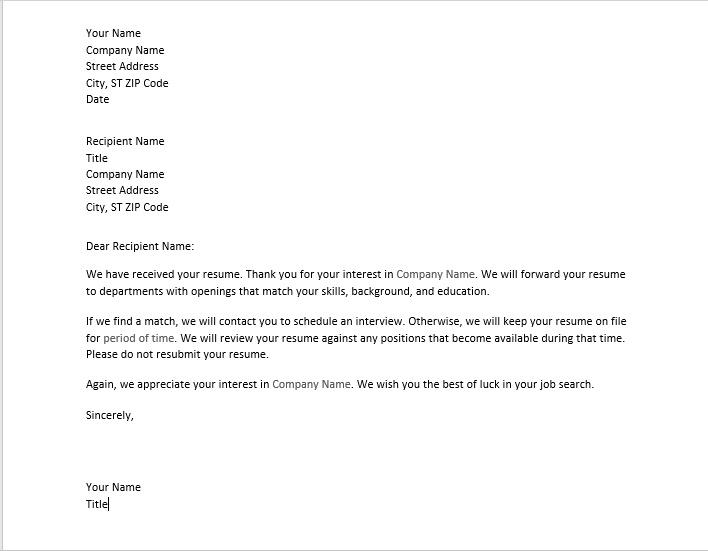 Your Name
Company Name
Street Address
City, ST ZIP Code
Date
Recipient Name
Title
Company Name
Street Address
City, ST ZIP Code
Dear Recipient Name:
We have received your resume. Thank you for your interest in Company Name. We will forward your resume
to departments with openings that match your skills, background, and education.
If we find a match, we will contact you to schedule an interview. Otherwise, we will keep your resume on file
for period of time. We will review your resume against any positions that become available during that time.
Please do not resubmit your resume.
Again, we appreciate your interest in Company Name. We wish you the best of luck in your job search.
Sincerely,
Your Name
Title